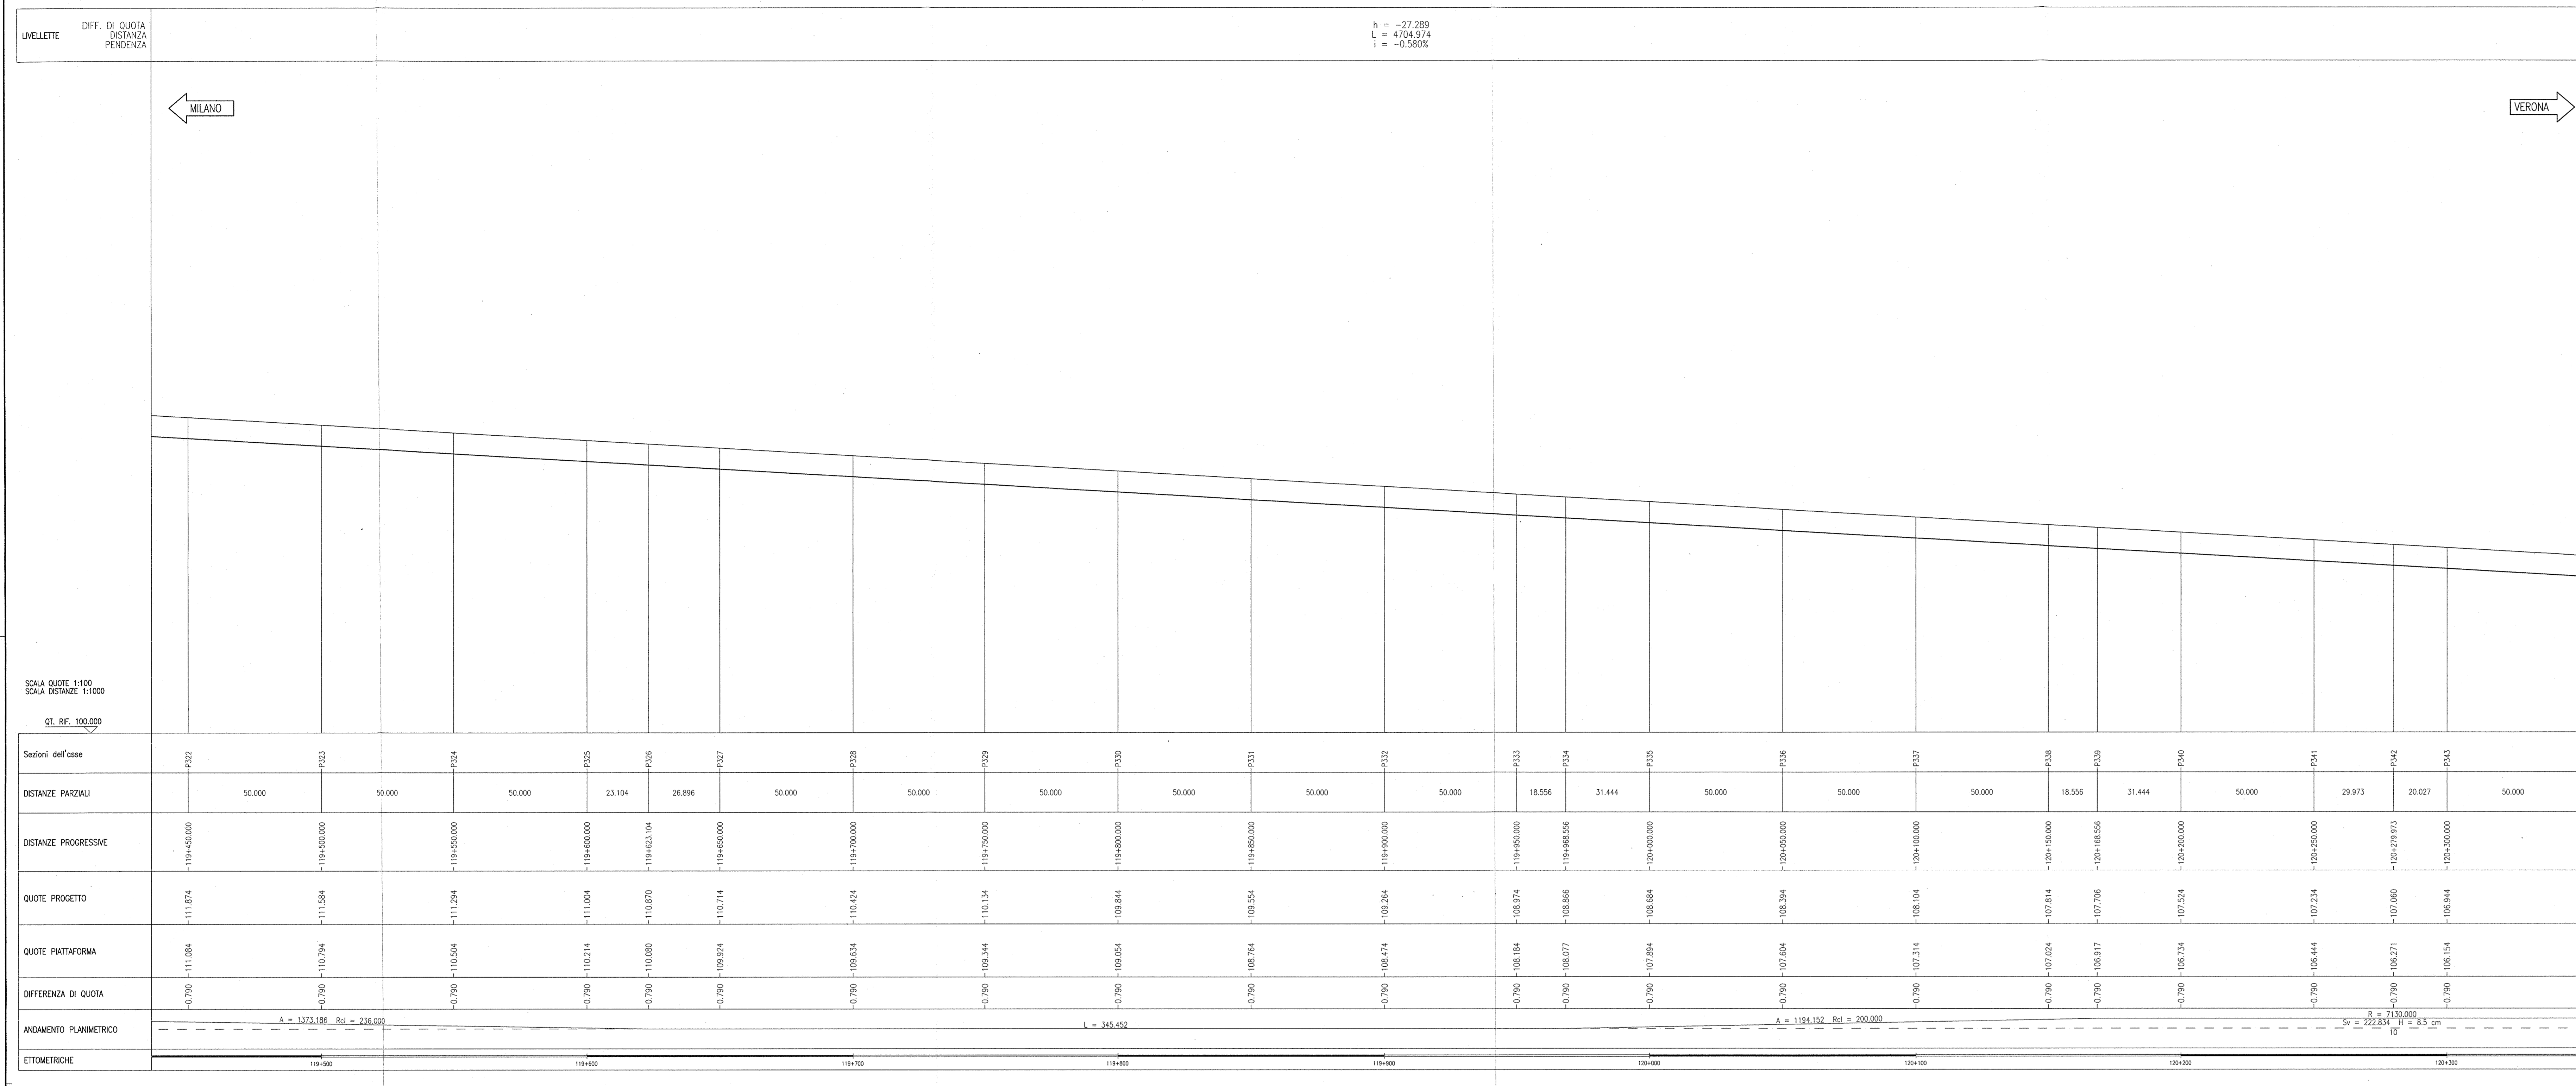 LIVELLETTE
DIFF. DI QUOTA
DISTANZA
PENDENZA
h = -27.289
L = 4704.974
i = -0.580%
MILANO
VERONA
SCALA QUOTE 1:100
SCALA DISTANZE 1:1000
QT. RIF. 100.000
Sezioni dell'asse P322 P323 P324 P325 P326 P327 P328 P329 P330 P331 P332 P333 P334 P335 P336 P337 P338 P339 P340 P341 P342 P343
DISTANZE PARZIALI 50.000 50.000 50.000 23.104 26.896 50.000 50.000 50.000 50.000 50.000 50.000 18.556 31.444 50.000 50.000 50.000 18.556 31.444 50.000 29.973 20.027 50.000
DISTANZE PROGRESSIVE 119+450.000 119+500.000 119+550.000 119+600.000 119+623.104 119+650.000 119+700.000 119+750.000 119+800.000 119+850.000 119+900.000 119+950.000 119+968.556 120+000.000 120+050.000 120+100.000 120+150.000 120+168.556 120+200.000 120+250.000 120+279.973 120+300.000
QUOTE PROGETTO 111.874 111.584 111.294 111.004 110.870 110.714 110.424 110.134 109.844 109.554 109.264 108.974 108.866 108.684 108.394 108.104 107.814 107.706 107.524 107.234 107.060 106.944
QUOTE PIATTAFORMA 111.084 110.794 110.504 110.214 110.080 109.924 109.634 109.344 109.054 108.764 108.474 108.184 108.077 107.894 107.604 107.314 107.024 106.917 106.734 106.444 106.271 106.154
DIFFERENZA DI QUOTA 0.790 0.790 0.790 0.790 0.790 0.790 0.790 0.790 0.790 0.790 0.790 0.790 0.790 0.790 0.790 0.790 0.790 0.790 0.790 0.790 0.790 0.790
ANDAMENTO PLANIMETRICO
A = 1373.186 Rcl = 236.000
L = 345.452
A = 1194.152 Rcl = 200.000
R = 7130.000
Sv = 222.834 H = 8.5 cm
10
ETTOMETRICHE
119+500 119+600 119+700 119+800 119+900 120+000 120+100 120+200 120+300